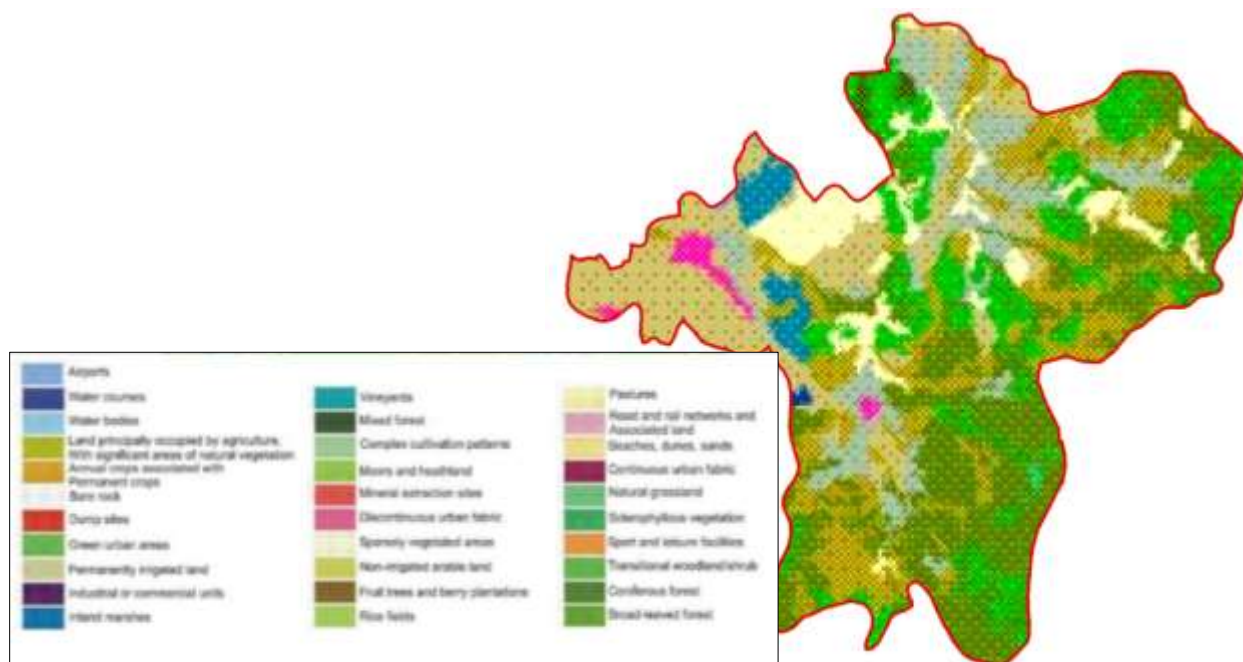 Airports
Water courses
Water bodies
Land principally occupied by agriculture,
With significant areas of natural vegetation
Annual crops associated with
Permanent crops
Bare rock
Dump sites
Green urban areas
Permanently irrigated land
Industrial or commercial units
Inland marshes
Vineyards
Mixed forest
Complex cultivation patterns
Moors and heathland
Mineral extraction sites
Discontinuous urban fabric
Sparsely vegetated areas
Non-irrigated arable land
Fruit trees and berry plantations
Rice fields
Pastures
Road and rail networks and
Associated land
Beaches, dunes, sands
Continuous urban fabric
Natural grassland
Sclerophyllous vegetation
Sport and leisure facilities
Transitional woodland/shrub
Coniferous forest
Broad-leaved forest